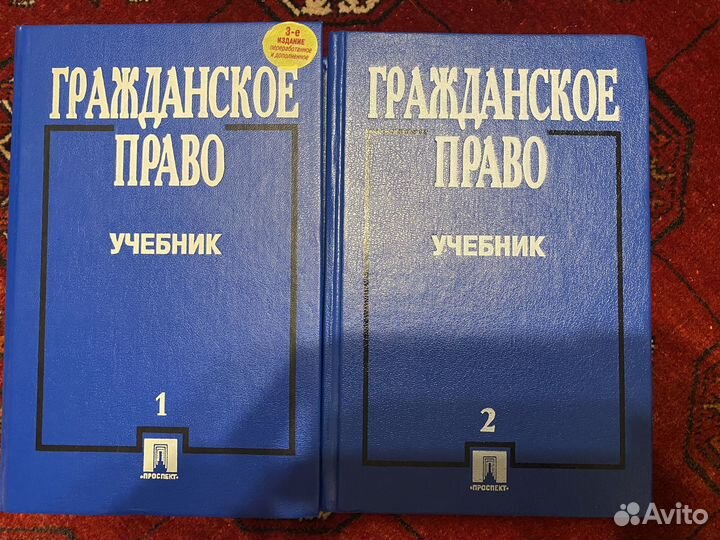 3-е
ИЗДАНИЕ
переработанное
и дополненное
ГРАЖДАНСКОЕ
ПРАВО
УЧЕБНИК
1
«ПРОСПЕКТ»
ГРАЖДАНСКОЕ
ПРАВО
УЧЕБНИК
2
«ПРОСПЕКТ»
Avito